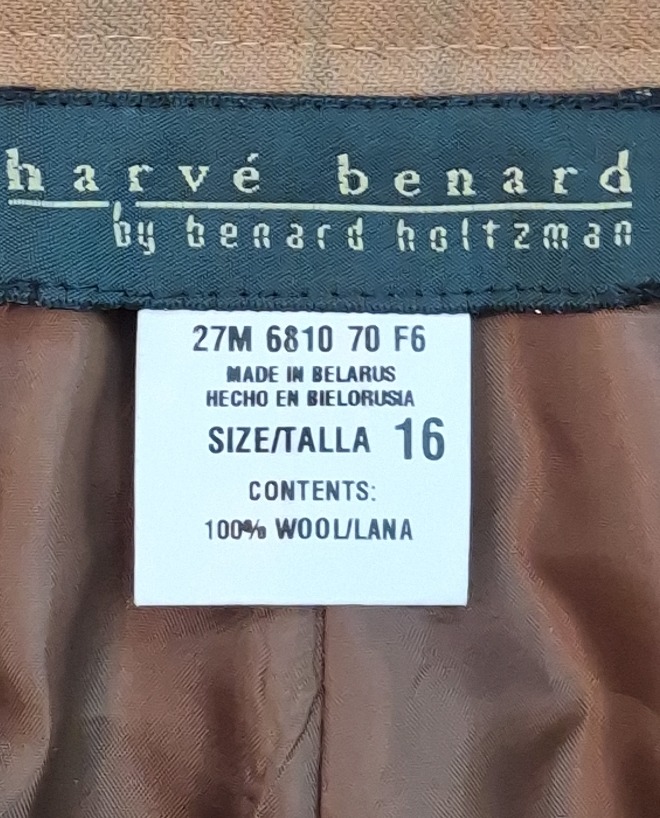 harvé benard
by benard holtzman
27M 6810 70 F6
MADE IN BELARUS
HECHO EN BIELORUSIA
SIZE/TALLA 16
CONTENTS:
100% WOOL/LANA